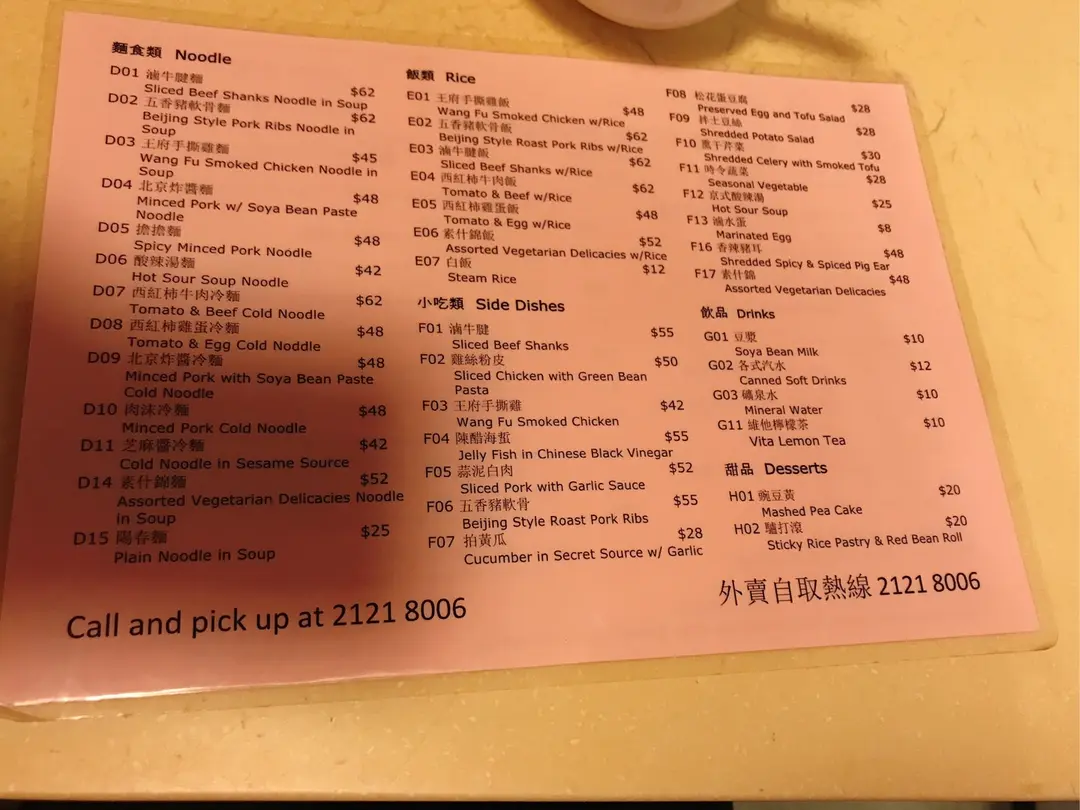 麵食類 Noodle
D01 滷牛腱麵
Sliced Beef Shanks Noodle in Soup $62
D02 五香豬軟骨麵 $62
Beijing Style Pork Ribs Noodle in
Soup
D03 王府手撕雞麵 $45
Wang Fu Smoked Chicken Noodle in
Soup
D04 北京炸醬麵 $48
Minced Pork w/ Soya Bean Paste
Noodle
D05 擔擔麵 $48
Spicy Minced Pork Noodle
D06 酸辣湯麵 $42
Hot Sour Soup Noodle
D07 西紅柿牛肉冷麵 $62
Tomato & Beef Cold Noodle
D08 西紅柿雞蛋冷麵 $48
Tomato & Egg Cold Noddle
D09 北京炸醬冷麵 $48
Minced Pork with Soya Bean Paste
Cold Noodle
D10 肉沫冷麵 $48
Minced Pork Cold Noodle
D11 芝麻醬冷麵 $42
Cold Noodle in Sesame Source
D14 素什錦麵 $52
Assorted Vegetarian Delicacies Noodle
in Soup
D15 陽春麵 $25
Plain Noodle in Soup
飯類 Rice
E01 王府手撕雞飯 $48
Wang Fu Smoked Chicken w/Rice
E02 五香豬軟骨飯 $62
Beijing Style Roast Pork Ribs w/Rice
E03 滷牛腱飯 $62
Sliced Beef Shanks w/Rice
E04 西紅柿牛肉飯 $62
Tomato & Beef w/Rice
E05 西紅柿雞蛋飯 $48
Tomato & Egg w/Rice
E06 素什錦飯 $52
Assorted Vegetarian Delicacies w/Rice
E07 白飯 $12
Steam Rice
小吃類 Side Dishes
F01 滷牛腱 $55
Sliced Beef Shanks
F02 雞絲粉皮 $50
Sliced Chicken with Green Bean
Pasta
F03 王府手撕雞 $42
Wang Fu Smoked Chicken
F04 陳醋海蜇 $55
Jelly Fish in Chinese Black Vinegar
F05 蒜泥白肉 $52
Sliced Pork with Garlic Sauce
F06 五香豬軟骨 $55
Beijing Style Roast Pork Ribs
F07 拍黃瓜 $28
Cucumber in Secret Source w/ Garlic
F08 松花蛋豆腐 $28
Preserved Egg and Tofu Salad
F09 拌土豆絲 $28
Shredded Potato Salad
F10 熏干芹菜 $30
Shredded Celery with Smoked Tofu
F11 時令蔬菜 $28
Seasonal Vegetable
F12 京式酸辣湯 $25
Hot Sour Soup
F13 滷水蛋 $8
Marinated Egg
F16 香辣豬耳 $48
Shredded Spicy & Spiced Pig Ear
F17 素什錦 $48
Assorted Vegetarian Delicacies
飲品 Drinks
G01 豆漿 $10
Soya Bean Milk
G02 各式汽水 $12
Canned Soft Drinks
G03 礦泉水 $10
Mineral Water
G11 維他檸檬茶 $10
Vita Lemon Tea
甜品 Desserts
H01 豌豆黃 $20
Mashed Pea Cake
H02 驢打滾 $20
Sticky Rice Pastry & Red Bean Roll
Call and pick up at 2121 8006
外賣自取熱線 2121 8006